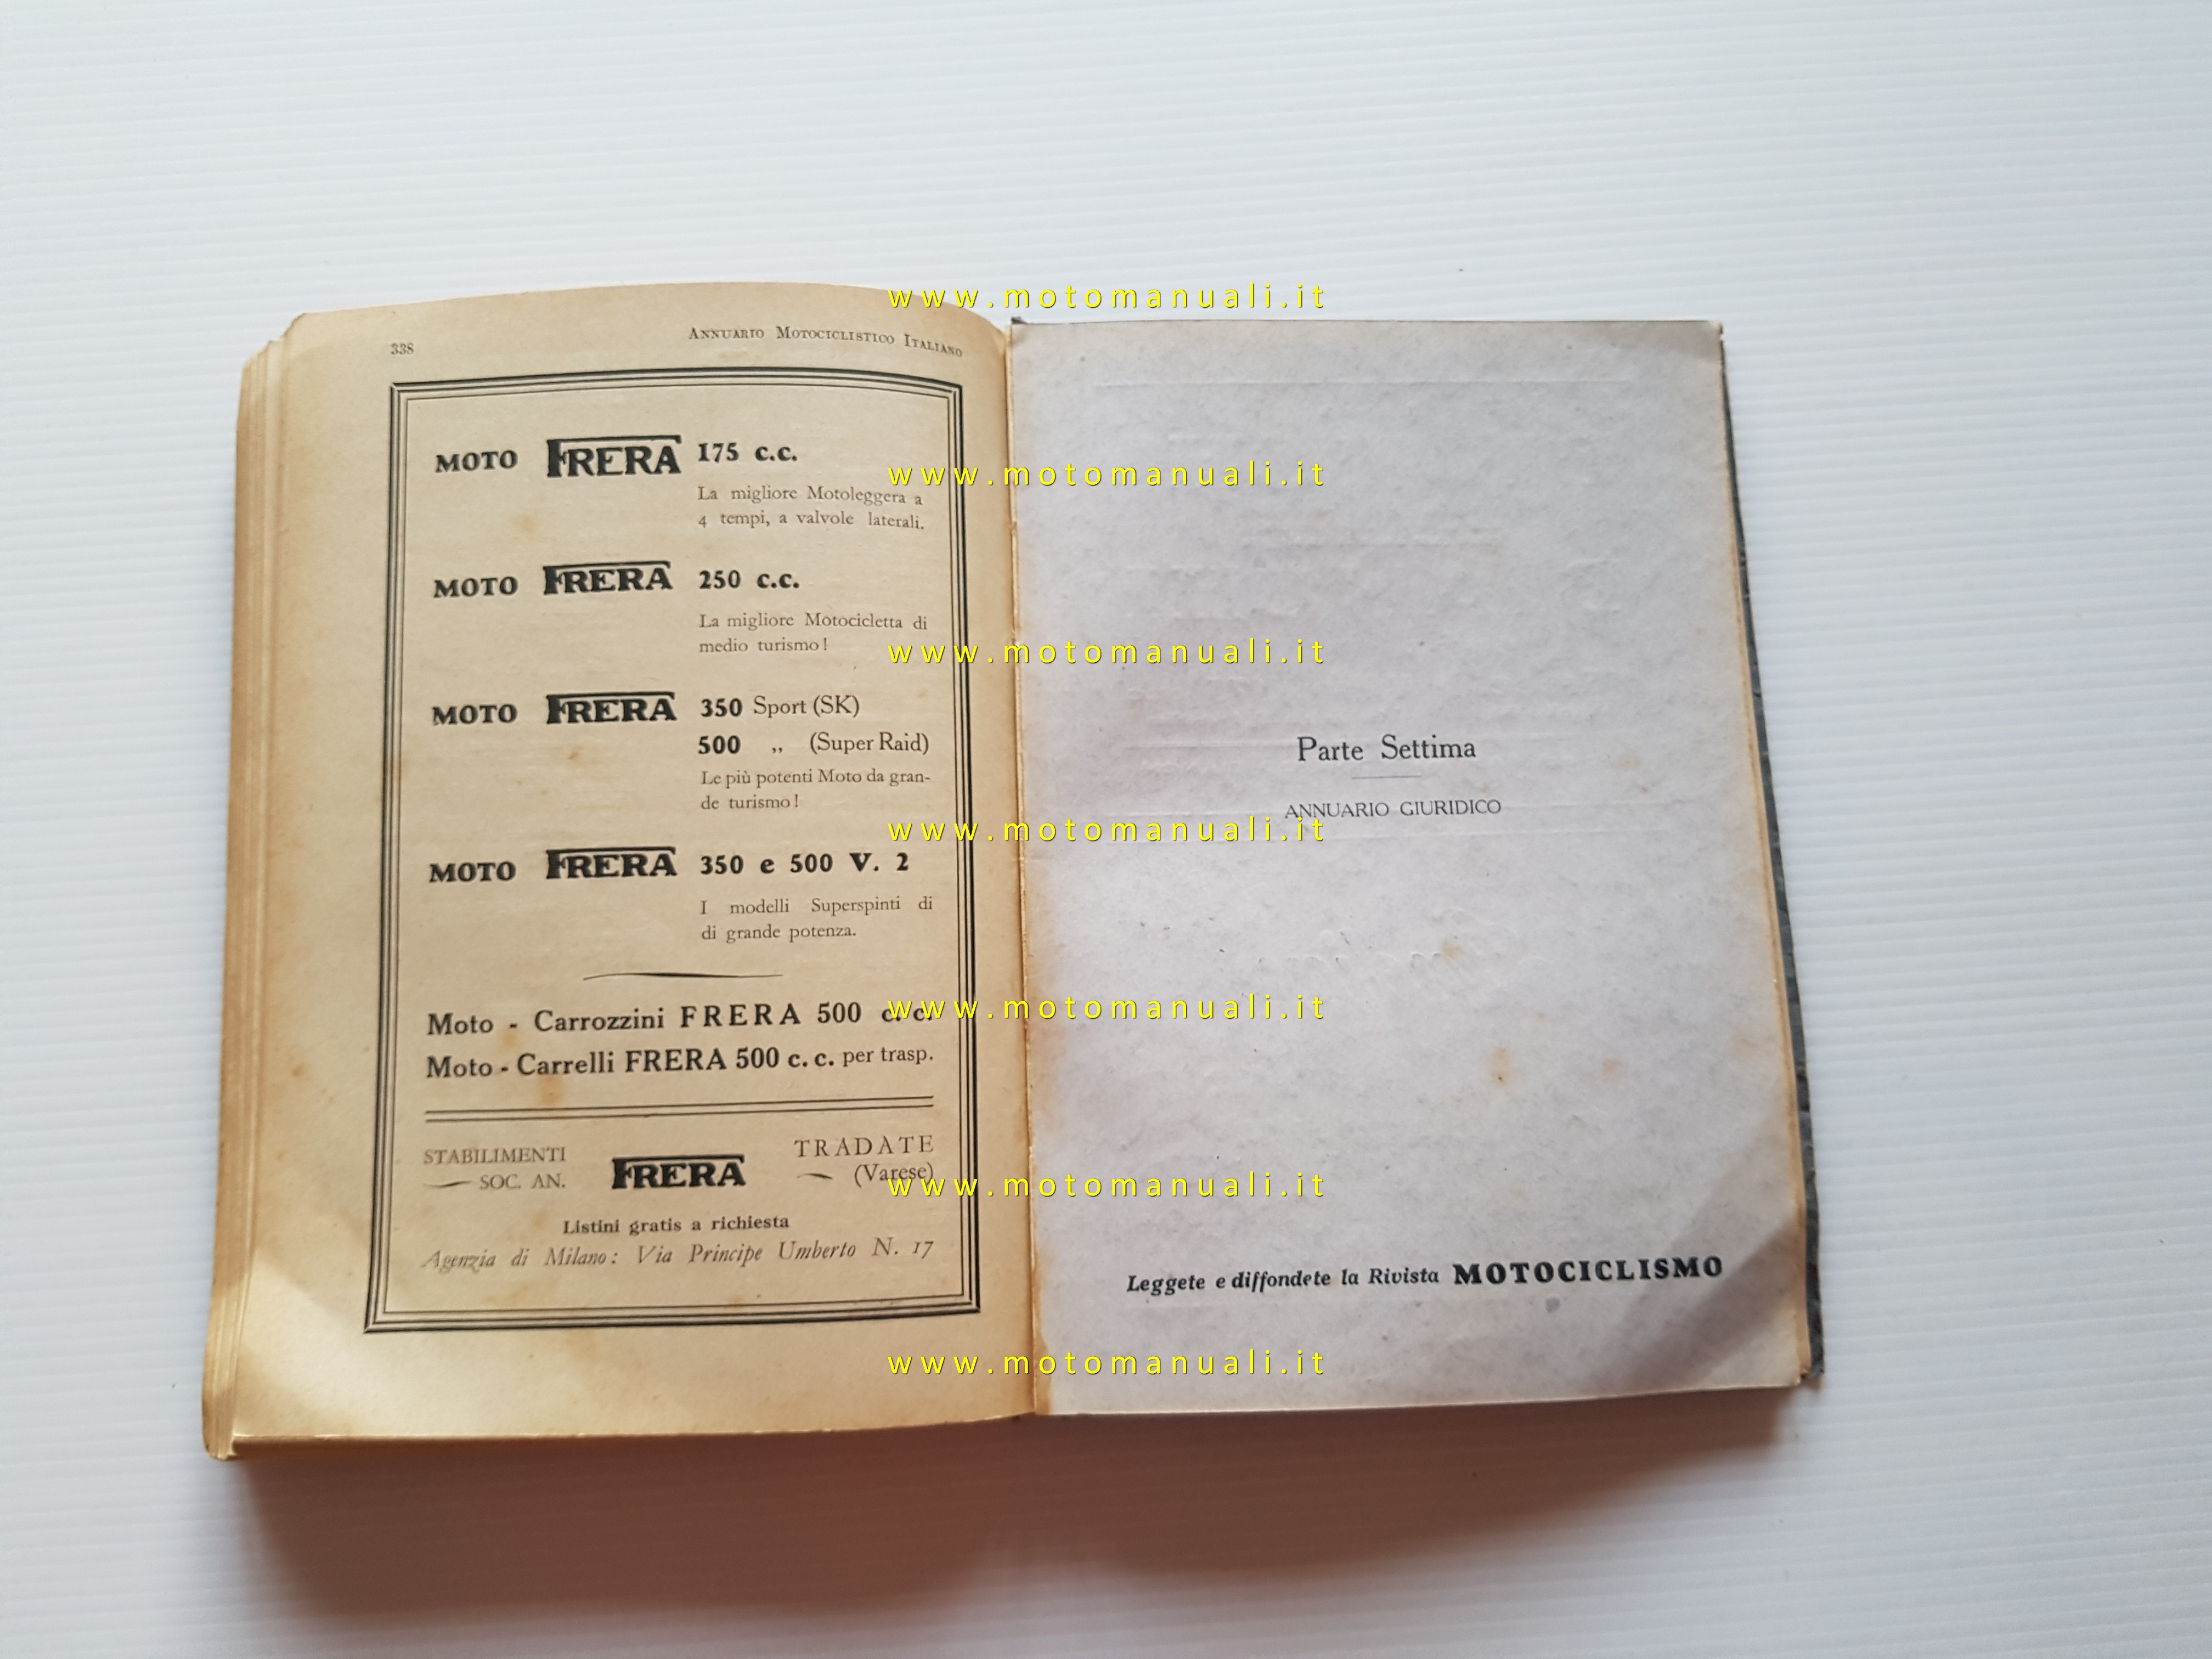 338
ANNUARIO MOTOCICLISTICO ITALIANO
MOTO FRERA 175 c.c.
La migliore Motoleggera a
4 tempi, a valvole laterali.
MOTO FRERA 250 c.c.
La migliore Motocicletta di
medio turismo!
MOTO FRERA 350 Sport (SK)
500 „ (Super Raid)
Le più potenti Moto da gran-
de turismo!
MOTO FRERA 350 e 500 V. 2
I modelli Superspinti di
di grande potenza.
Moto - Carrozzini FRERA 500 c. c.
Moto - Carrelli FRERA 500 c. c. per trasp.
STABILIMENTI
SOC. AN.
FRERA
TRADATE
(Varese)
Listini gratis a richiesta
Agenzia di Milano: Via Principe Umberto N. 17
Parte Settima
ANNUARIO GIURIDICO
Leggete e diffondete la Rivista MOTOCICLISMO
www.motomanuali.it
www.motomanuali.it
www.motomanuali.it
www.motomanuali.it
www.motomanuali.it
www.motomanuali.it
www.motomanuali.it